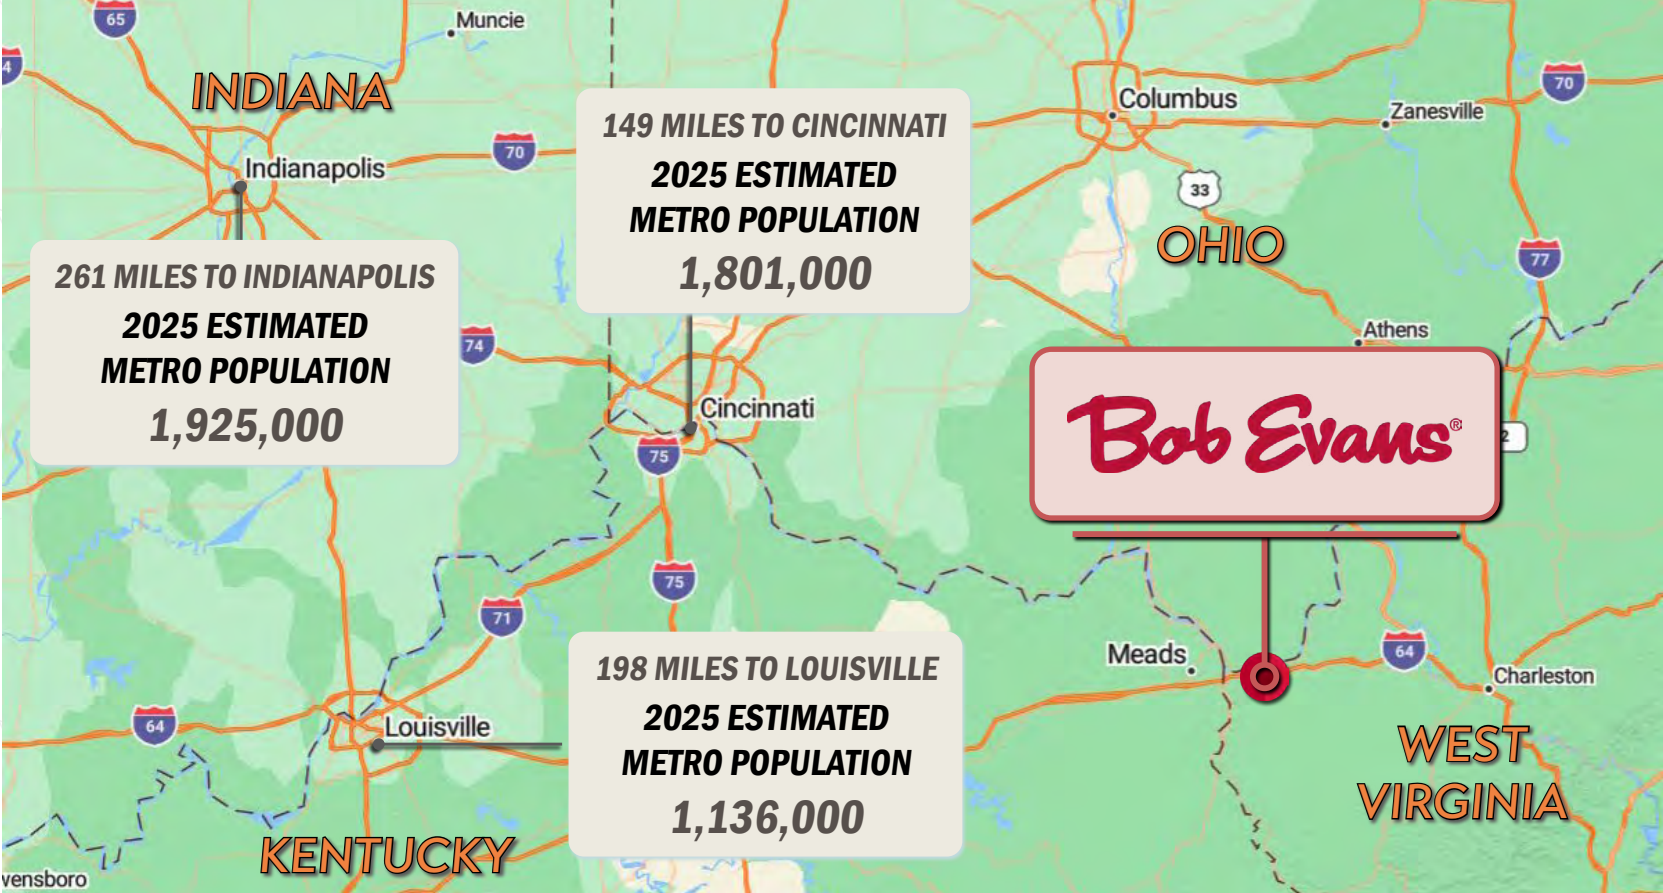 65
Muncie
4
INDIANA
70
Columbus
Zanesville
149 MILES TO CINCINNATI
2025 ESTIMATED
METRO POPULATION
1,801,000
70
Indianapolis
33
OHIO
77
261 MILES TO INDIANAPOLIS
2025 ESTIMATED
METRO POPULATION
1,925,000
74
Athens
Cincinnati
Bob Evans®
2
75
75
71
198 MILES TO LOUISVILLE
2025 ESTIMATED
METRO POPULATION
1,136,000
Meads
64
Charleston
64
Louisville
WEST
VIRGINIA
KENTUCKY
wensboro